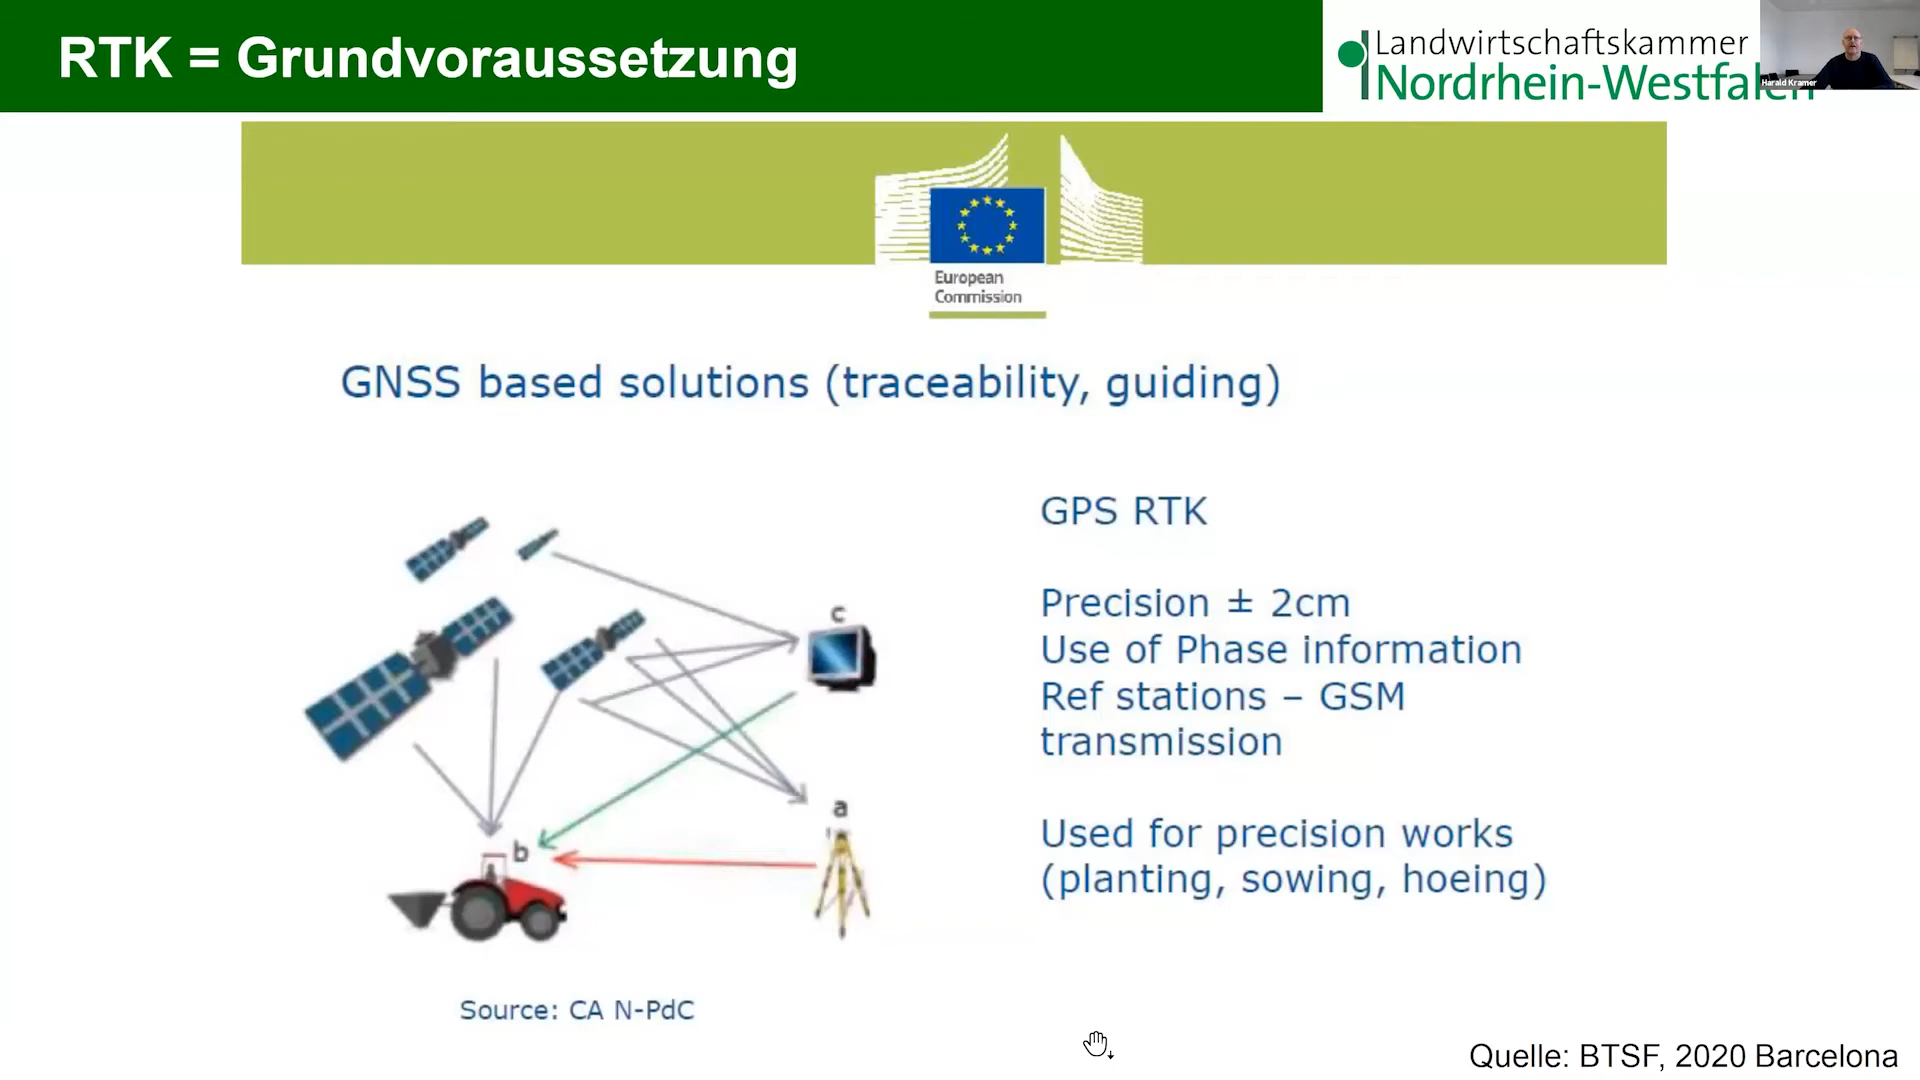 RTK = Grundvoraussetzung
Landwirtschaftskammer
Nordrhein-Westfalen
Harald Kramer
European
Commission
GNSS based solutions (traceability, guiding)
GPS RTK
Precision ± 2cm
Use of Phase information
Ref stations – GSM
transmission
Used for precision works
(planting, sowing, hoeing)
c
a
b
Source: CA N-PdC
Quelle: BTSF, 2020 Barcelona